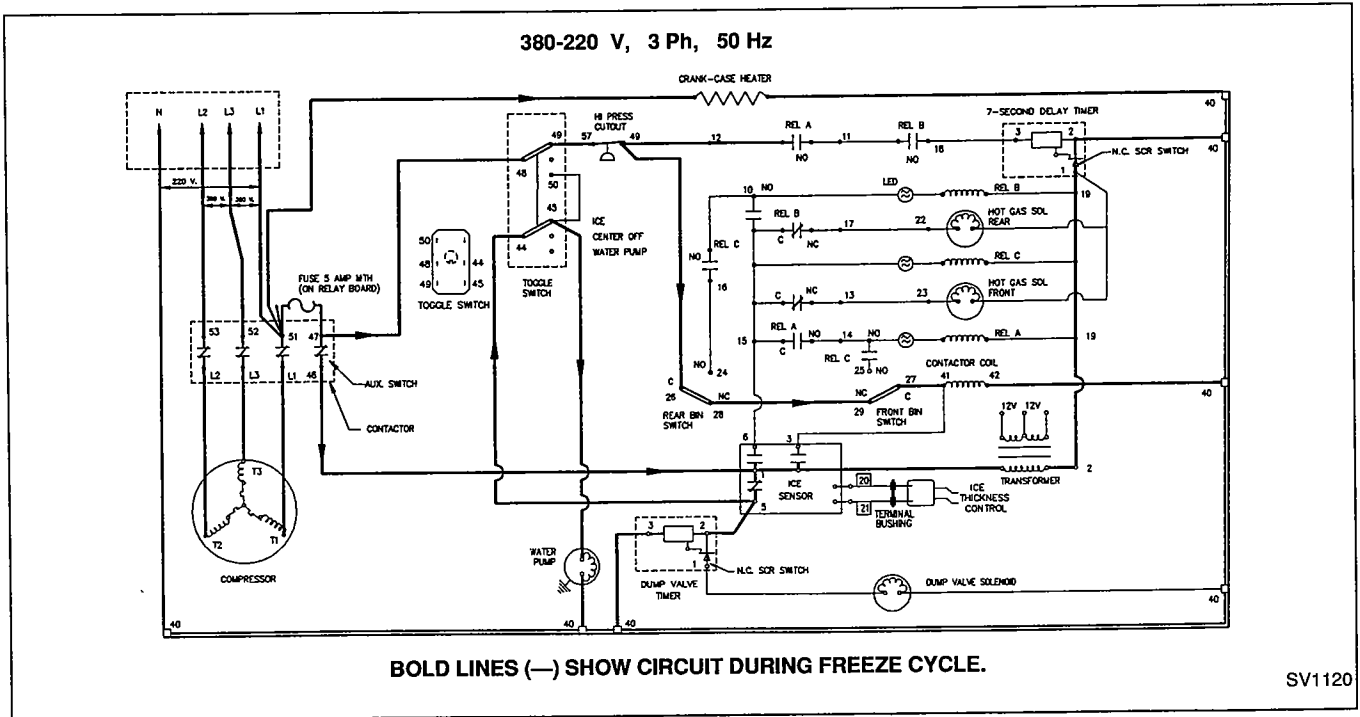 380-220 V, 3 Ph, 50 Hz
CRANK-CASE HEATER
N L2 L3 L1
40
7-SECOND DELAY TIMER
HI PRESS
CUTOUT
49 57 49 12 REL A 11 REL B 18 3 2
NO NO
40
N.C. SCR SWITCH
1
220 V.
380 V. 380 V.
48
50
43
10 NO LED REL B 19
REL B
C NC 17 22 HOT GAS SOL
REAR
ICE
CENTER OFF
WATER PUMP
44
REL C
NO
16
REL C
50
48 44
49 45
TOGGLE SWITCH
TOGGLE
SWITCH
C NC 13 23 HOT GAS SOL
FRONT
FUSE 5 AMP MTH
(ON RELAY BOARD)
15 REL A NO 14 NO REL A 19
C
REL C
25 NO
53 52 51 47
NO
24
CONTACTOR COIL
L2 L3 L1 46
AUX. SWITCH
CONTACTOR
C
26 NC
28
REAR BIN
SWITCH
NC
29 27
C
FRONT BIN
SWITCH
41 42
40
12V 12V
6 3
1
ICE
SENSOR
5
20
21
TERMINAL
BUSHING
ICE
THICKNESS
CONTROL
TRANSFORMER
2
T3
T2 T1
COMPRESSOR
WATER
PUMP
3 2
1
N.C. SCR SWITCH
DUMP VALVE
TIMER
DUMP VALVE SOLENOID
40
40 40 40
BOLD LINES (—) SHOW CIRCUIT DURING FREEZE CYCLE.
SV1120